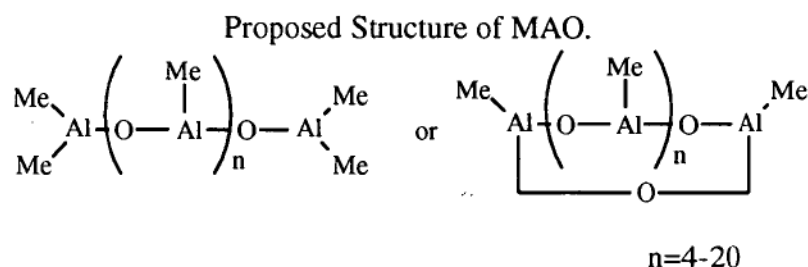 Proposed Structure of MAO.
Me Me Me Me Me Me
Al O Al O Al or Al O Al O Al
Me Me n n
O
n=4-20